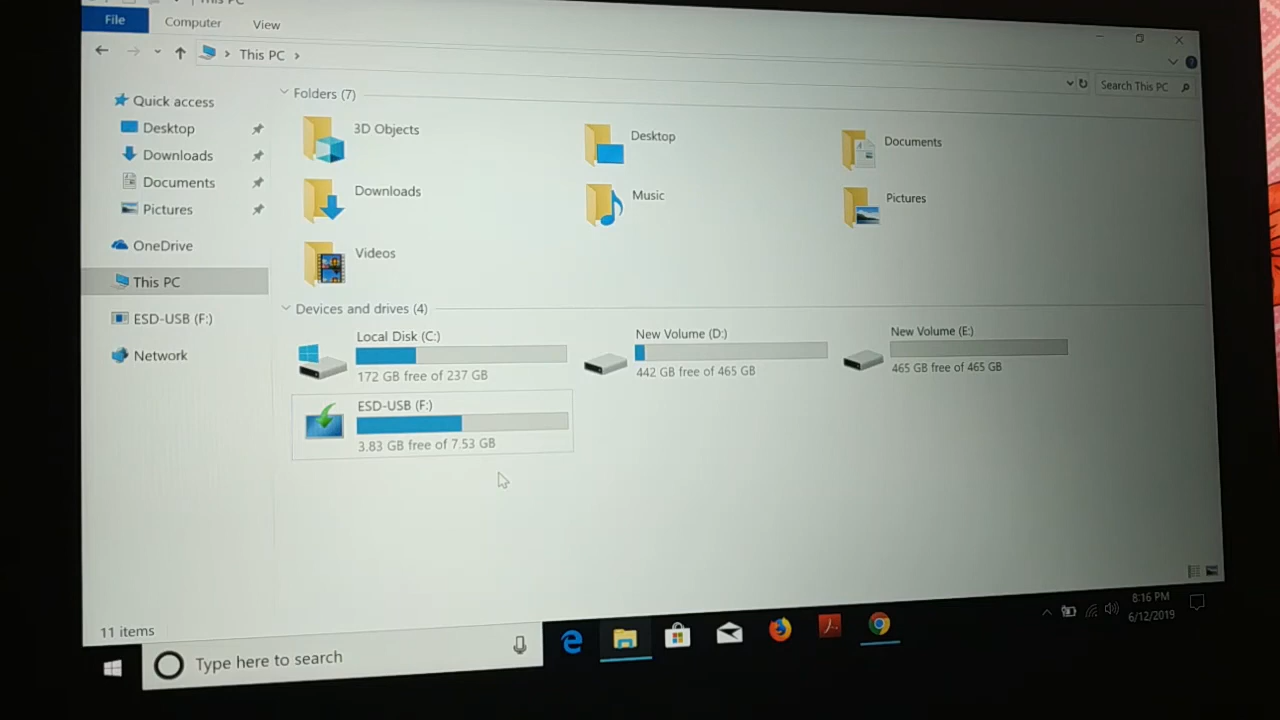 This PC
File Computer View
This PC
Search This PC
Quick access
Desktop
Downloads
Documents
Pictures
OneDrive
This PC
ESD-USB (F:)
Network
Folders (7)
3D Objects
Desktop
Documents
Downloads
Music
Pictures
Videos
Devices and drives (4)
Local Disk (C:)
172 GB free of 237 GB
New Volume (D:)
442 GB free of 465 GB
New Volume (E:)
465 GB free of 465 GB
ESD-USB (F:)
3.83 GB free of 7.53 GB
11 items
Type here to search
8:16 PM
6/12/2019